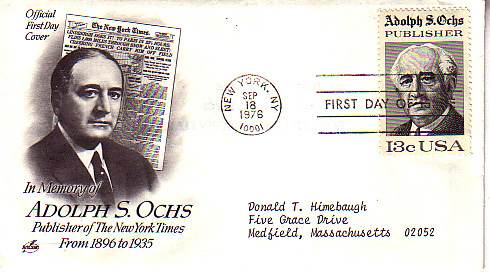 Official
First Day
Cover
The New York Times.
In Memory of
ADOLPH S. OCHS
Publisher of The New York Times
From 1896 to 1935
NEW YORK, NY
SEP
18
1976
10001
FIRST DAY OF
Adolph S. Ochs
PUBLISHER
13c USA
Donald T. Himebaugh
Five Grace Drive
Medfield, Massachusetts 02052